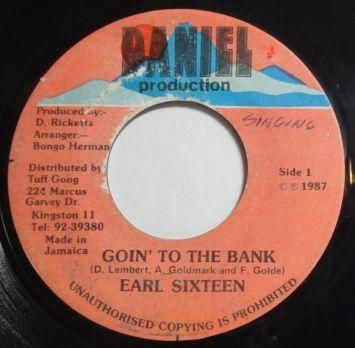 DANIEL
production
Produced by:-
D. Ricketts
Arranger:-
Bongo Herman
SINGING
Distributed by
Tuff Gong
224 Marcus
Garvey Dr.
Kingston 11
Tel: 92-39380
Made in
Jamaica
Side 1
© ℗ 1987
GOIN' TO THE BANK
(D. Lembert, A. Goldmark and F. Golde)
EARL SIXTEEN
UNAUTHORISED COPYING IS PROHIBITED